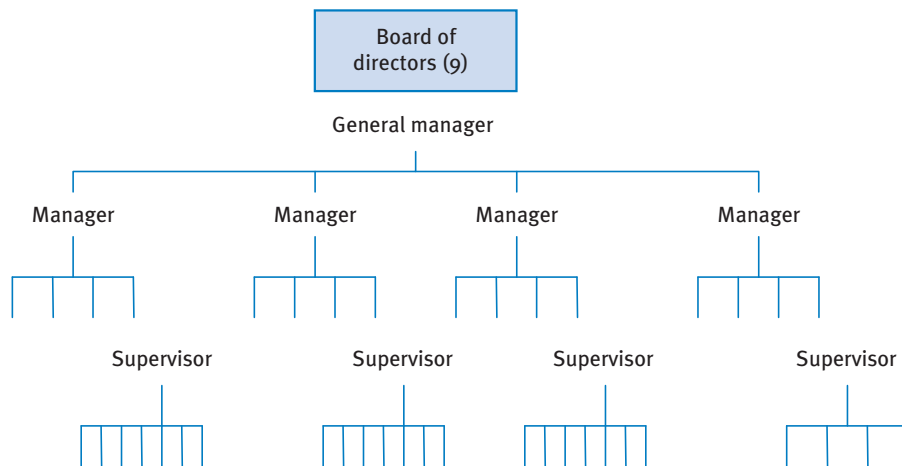 Board of
directors (9)
General manager
Manager Manager Manager Manager
Supervisor Supervisor Supervisor Supervisor